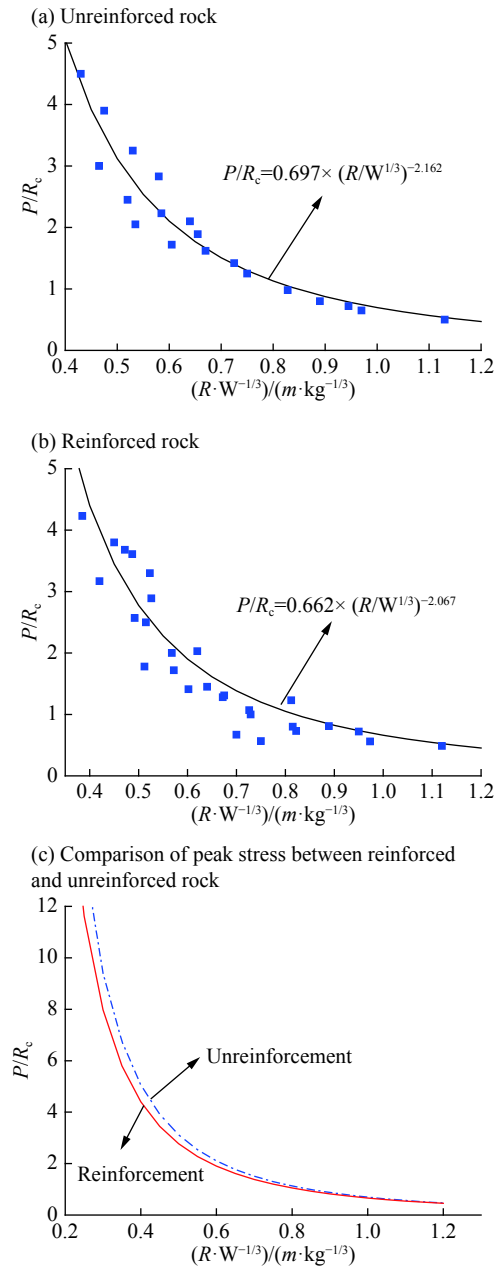 (a) Unreinforced rock
5
4
3
2
1
0
P/Rc
P/Rc=0.697× (R/W^1/3)^−2.162
0.4 0.5 0.6 0.7 0.8 0.9 1.0 1.1 1.2
(R·W^−1/3)/(m·kg^−1/3)
(b) Reinforced rock
5
4
3
2
1
0
P/Rc
P/Rc=0.662× (R/W^1/3)^−2.067
0.4 0.5 0.6 0.7 0.8 0.9 1.0 1.1 1.2
(R·W^−1/3)/(m·kg^−1/3)
(c) Comparison of peak stress between reinforced
and unreinforced rock
12
10
8
6
4
2
0
P/Rc
Unreinforcement
Reinforcement
0.2 0.4 0.6 0.8 1.0 1.2
(R·W^−1/3)/(m·kg^−1/3)